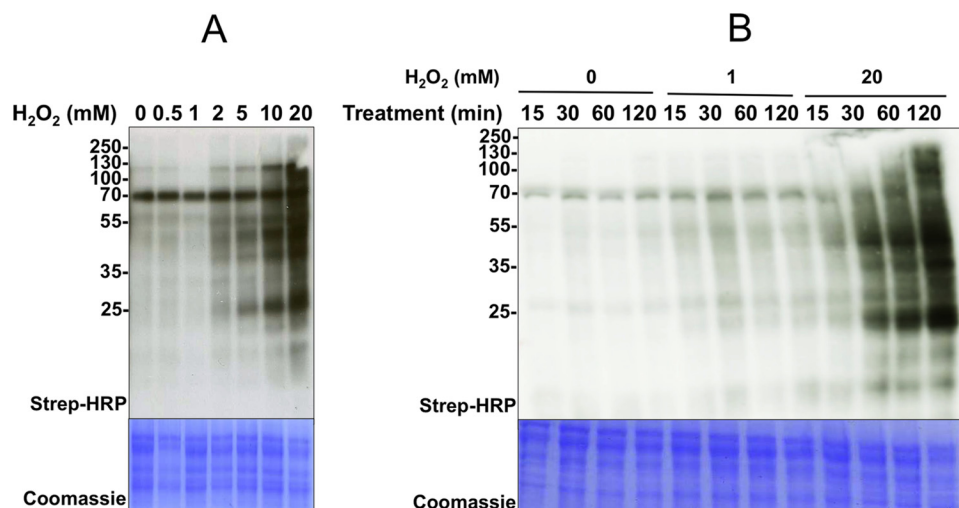 A
H₂O₂ (mM) 0 0.5 1 2 5 10 20
250-
130-
100-
70-
55-
35-
25-
Strep-HRP
Coomassie
B
H₂O₂ (mM) 0 1 20
Treatment (min) 15 30 60 120 15 30 60 120 15 30 60 120
250-
130-
100-
70-
55-
35-
25-
Strep-HRP
Coomassie